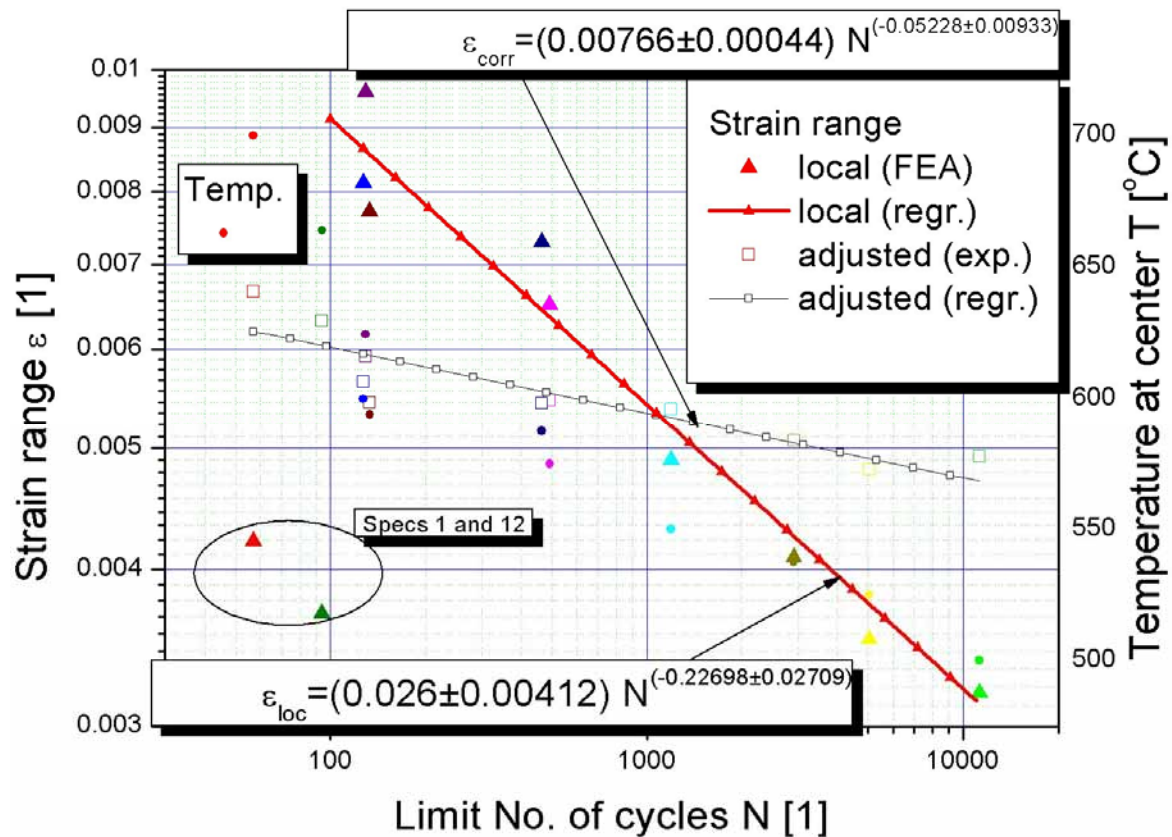 ε_corr=(0.00766±0.00044) N^(-0.05228±0.00933)
0.01
0.009
0.008
0.007
0.006
0.005
0.004
0.003
Strain range ε [1]
Temp.
Strain range
local (FEA)
local (regr.)
adjusted (exp.)
adjusted (regr.)
700
650
600
550
500
Temperature at center T [°C]
Specs 1 and 12
ε_loc=(0.026±0.00412) N^(-0.22698±0.02709)
100 1000 10000
Limit No. of cycles N [1]